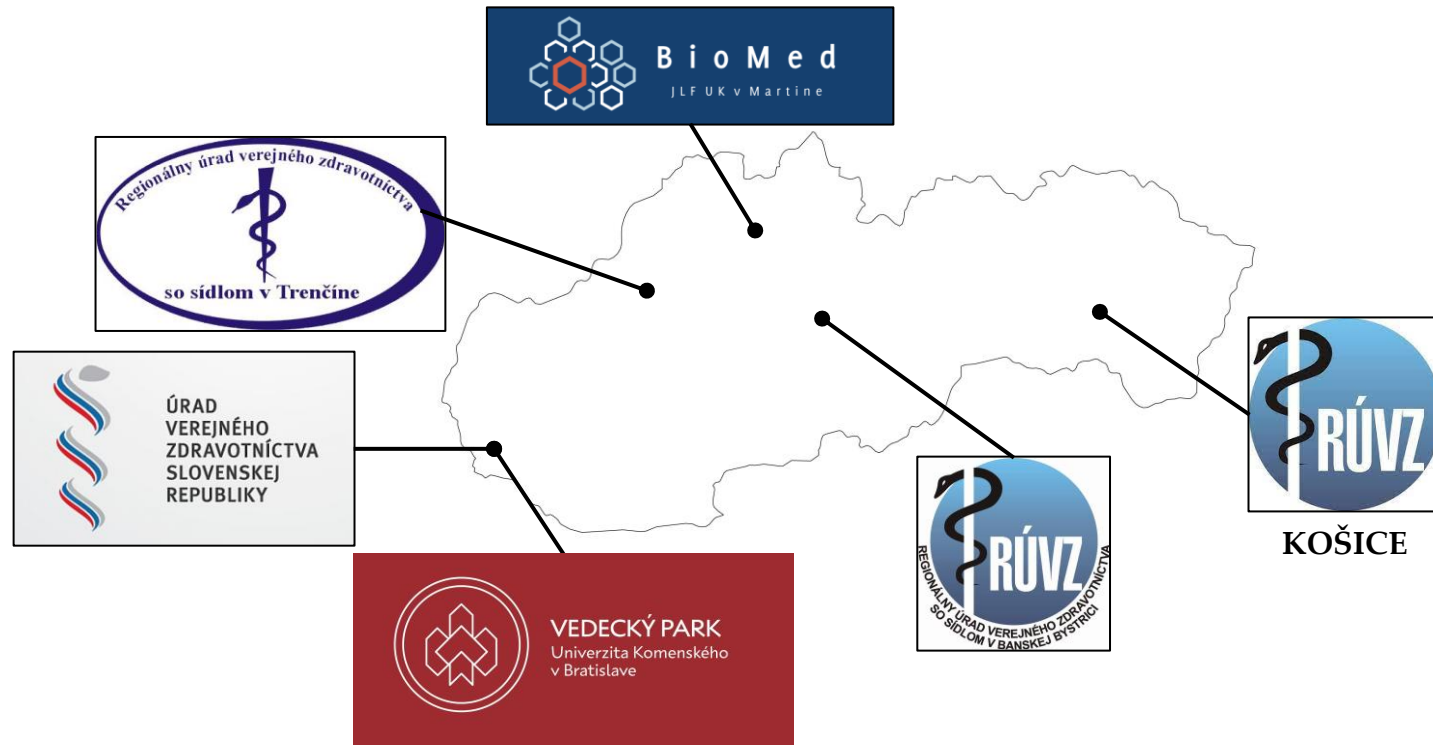 BioMed
JLF UK v Martine
Regionálny úrad verejného zdravotníctva
so sídlom v Trenčíne
ÚRAD
VEREJNÉHO
ZDRAVOTNÍCTVA
SLOVENSKEJ
REPUBLIKY
RÚVZ
KOŠICE
RÚVZ
REGIONÁLNY ÚRAD VEREJNÉHO ZDRAVOTNÍCTVA
SO SÍDLOM V BANSKEJ BYSTRICI
VEDECKÝ PARK
Univerzita Komenského
v Bratislave